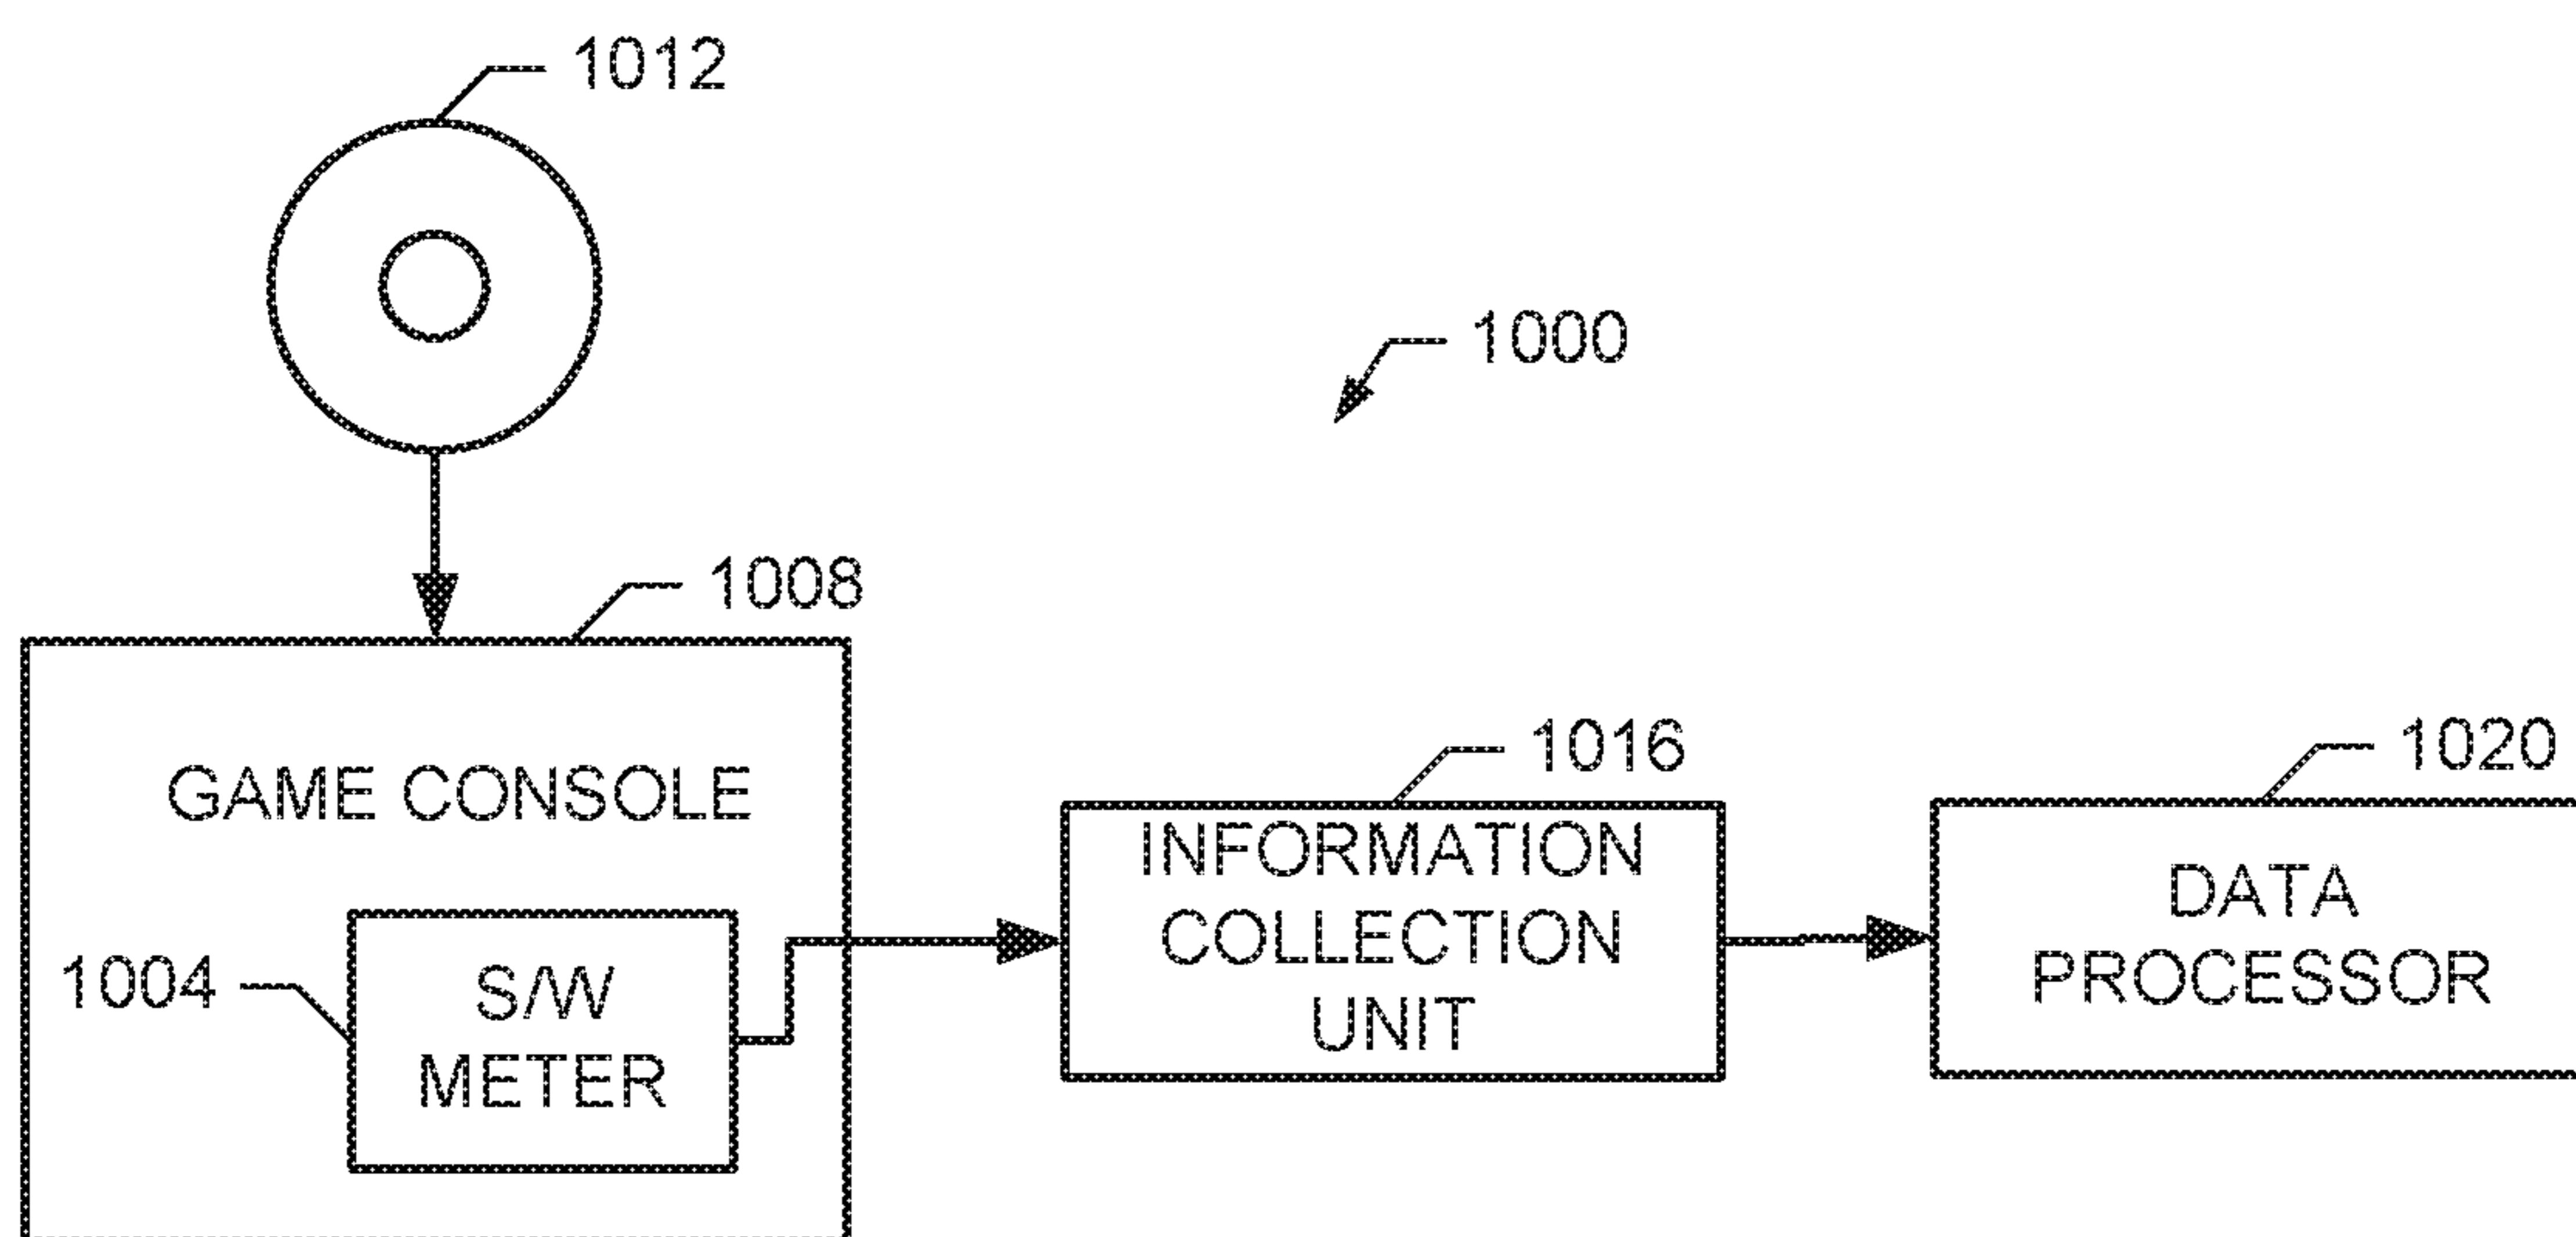 1012
1000
1008
GAME CONSOLE
1004
S/W
METER
1016
INFORMATION
COLLECTION
UNIT
1020
DATA
PROCESSOR